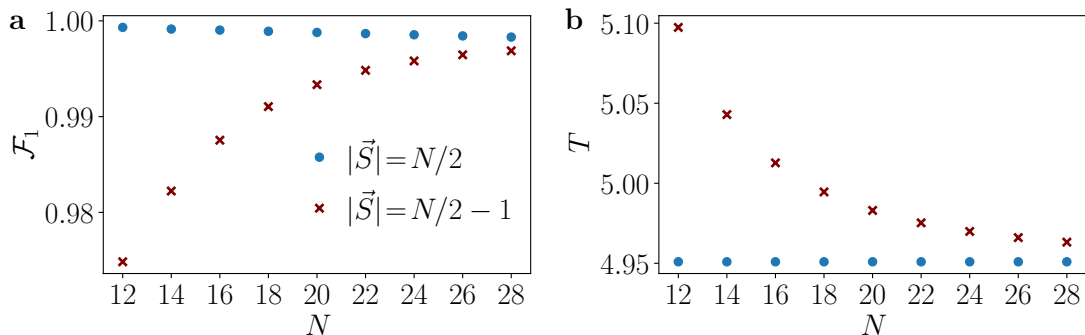 a
1.00
0.99
0.98
F₁
12 14 16 18 20 22 24 26 28
N
|S⃗| = N/2
|S⃗| = N/2 − 1
b
5.10
5.05
5.00
4.95
T
12 14 16 18 20 22 24 26 28
N